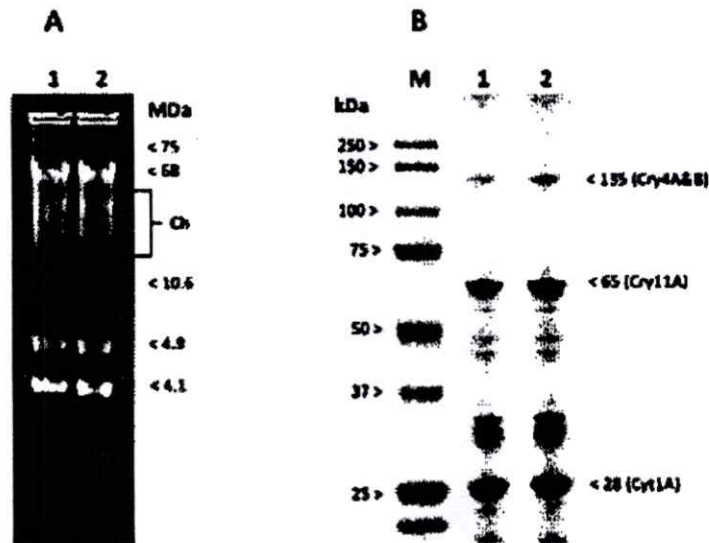 A
1 2
MDa
< 75
< 68
Ch
< 10.6
< 4.9
< 4.1
B
kDa
M 1 2
250 >
150 >
100 >
75 >
50 >
37 >
25 >
< 135 (Cry4A&B)
< 65 (Cry11A)
< 28 (Cyt1A)